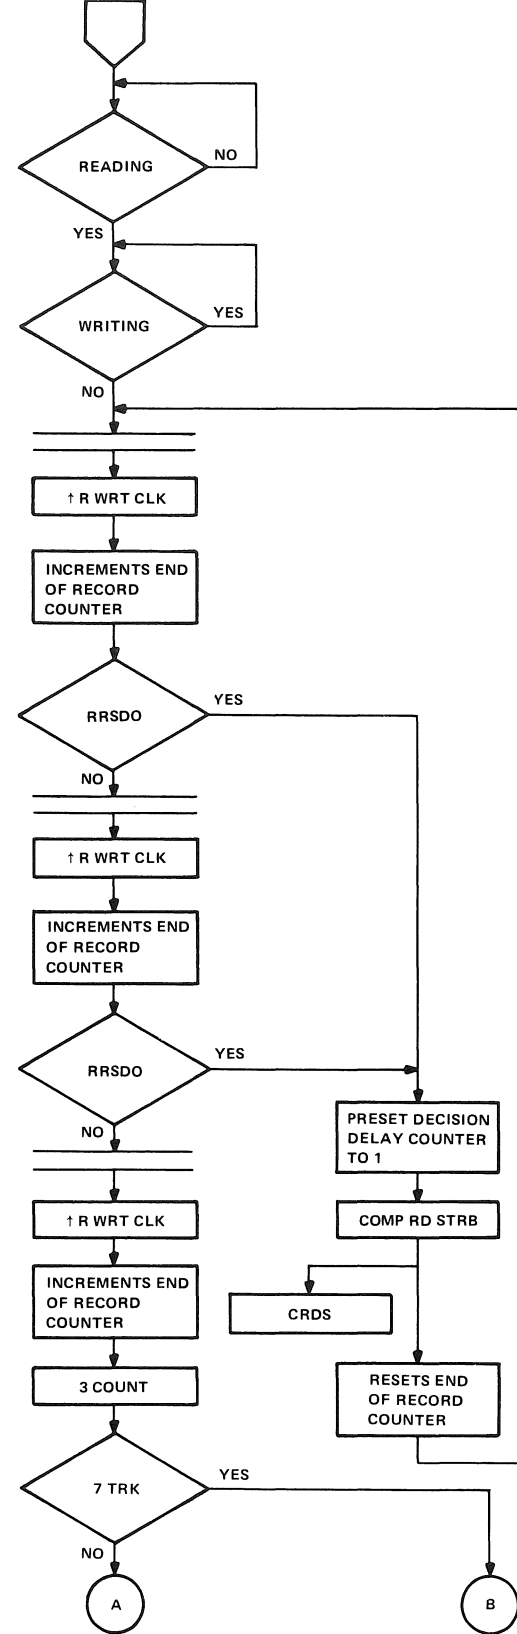 READING
NO
YES
WRITING
YES
NO
↑ R WRT CLK
INCREMENTS END
OF RECORD
COUNTER
RRSDO
YES
NO
↑ R WRT CLK
INCREMENTS END
OF RECORD
COUNTER
RRSDO
YES
NO
PRESET DECISION
DELAY COUNTER
TO 1
↑ R WRT CLK
COMP RD STRB
INCREMENTS END
OF RECORD
COUNTER
CRDS
3 COUNT
RESETS END
OF RECORD
COUNTER
7 TRK
YES
NO
A
B